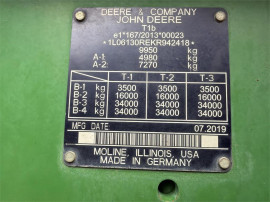 DEERE & COMPANY
JOHN DEERE
T1b
e1*167/2013*00023
*1L06130REKR942418*
9950 kg
A-1: 4980 kg
A-2: 7270 kg
T-1 T-2 T-3
B-1 kg 3500 3500 3500
B-2 kg 16000 16000 16000
B-3 kg 34000 34000 34000
B-4 kg 34000 34000 34000
MFG DATE: 07.2019
MOLINE, ILLINOIS, USA
MADE IN GERMANY